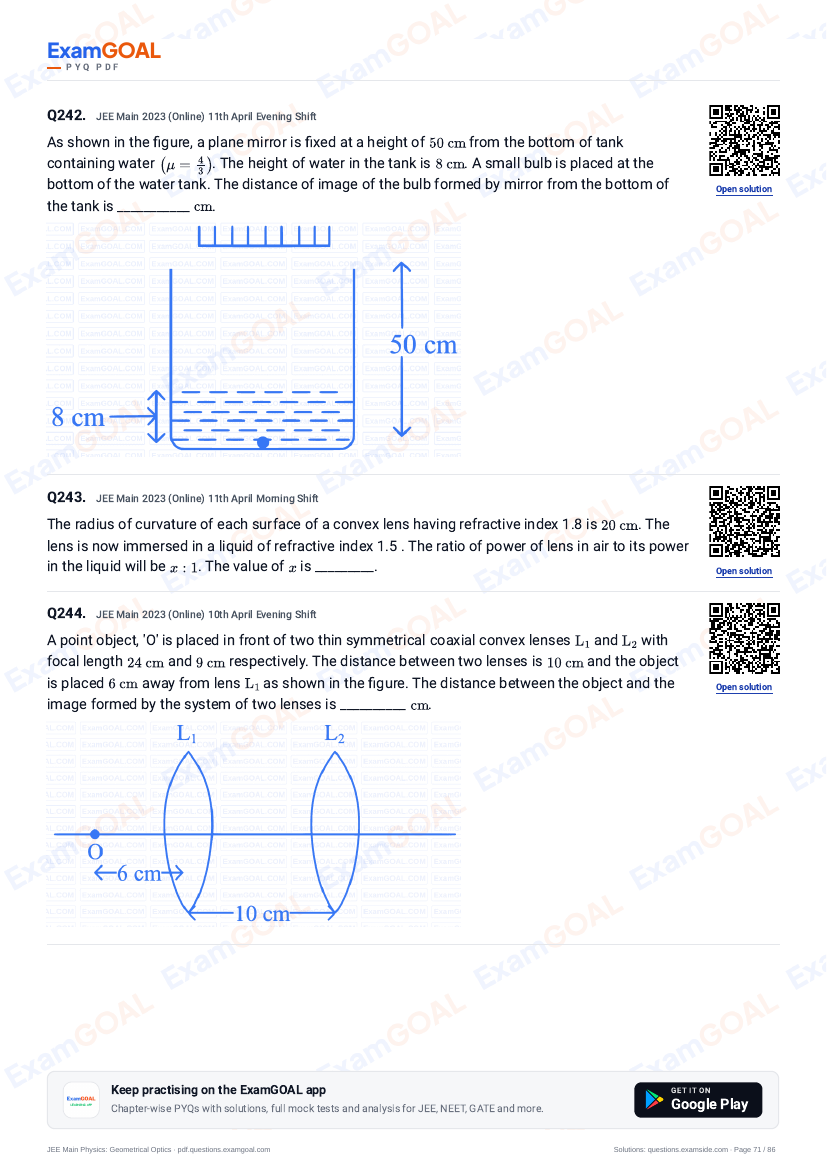 ExamGOAL
PYQ PDF
Q242. JEE Main 2023 (Online) 11th April Evening Shift
As shown in the figure, a plane mirror is fixed at a height of 50 cm from the bottom of tank
containing water (μ = 4/3). The height of water in the tank is 8 cm. A small bulb is placed at the
bottom of the water tank. The distance of image of the bulb formed by mirror from the bottom of
the tank is __________ cm.
Open solution
50 cm
8 cm
Q243. JEE Main 2023 (Online) 11th April Morning Shift
The radius of curvature of each surface of a convex lens having refractive index 1.8 is 20 cm. The
lens is now immersed in a liquid of refractive index 1.5 . The ratio of power of lens in air to its power
in the liquid will be x : 1. The value of x is ________.
Open solution
Q244. JEE Main 2023 (Online) 10th April Evening Shift
A point object, 'O' is placed in front of two thin symmetrical coaxial convex lenses L₁ and L₂ with
focal length 24 cm and 9 cm respectively. The distance between two lenses is 10 cm and the object
is placed 6 cm away from lens L₁ as shown in the figure. The distance between the object and the
image formed by the system of two lenses is _________ cm.
Open solution
L₁ L₂
O
6 cm
10 cm
ExamGOAL
Keep practising on the ExamGOAL app
Chapter-wise PYQs with solutions, full mock tests and analysis for JEE, NEET, GATE and more.
GET IT ON
Google Play
JEE Main Physics: Geometrical Optics · pdf.questions.examgoal.com
Solutions: questions.examside.com · Page 71 / 86